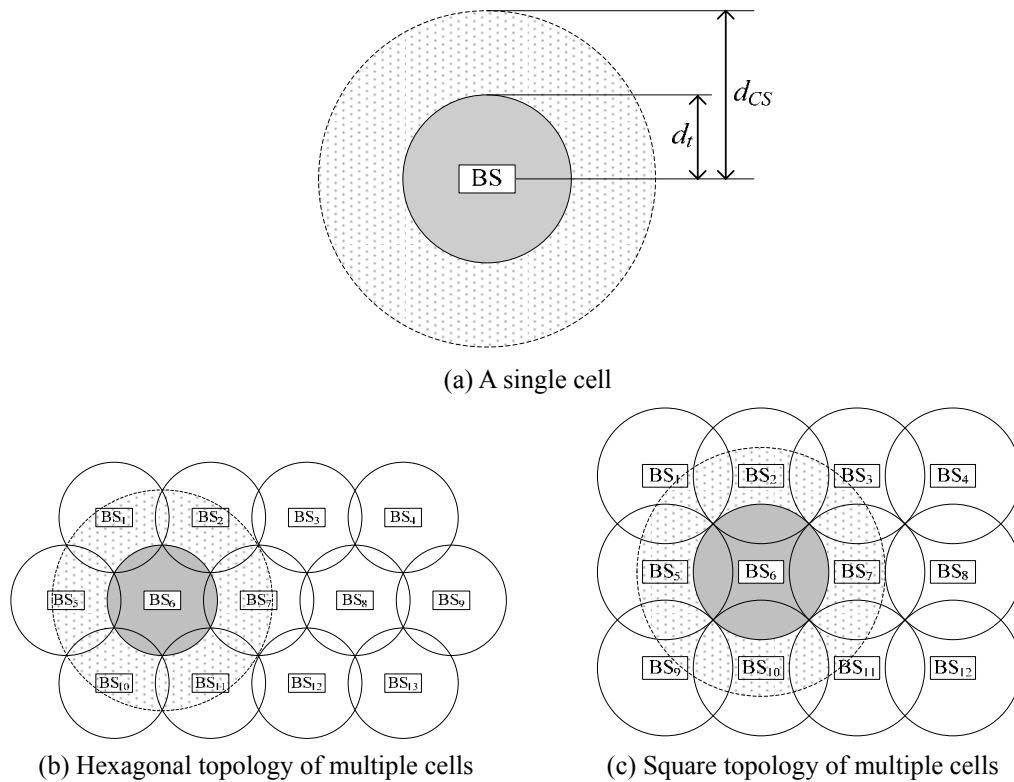 d_CS
d_t
BS
(a) A single cell
BS₁ BS₂ BS₃ BS₄
BS₅ BS₆ BS₇ BS₈ BS₉
BS₁₀ BS₁₁ BS₁₂ BS₁₃
(b) Hexagonal topology of multiple cells
BS₁ BS₂ BS₃ BS₄
BS₅ BS₆ BS₇ BS₈
BS₉ BS₁₀ BS₁₁ BS₁₂
(c) Square topology of multiple cells